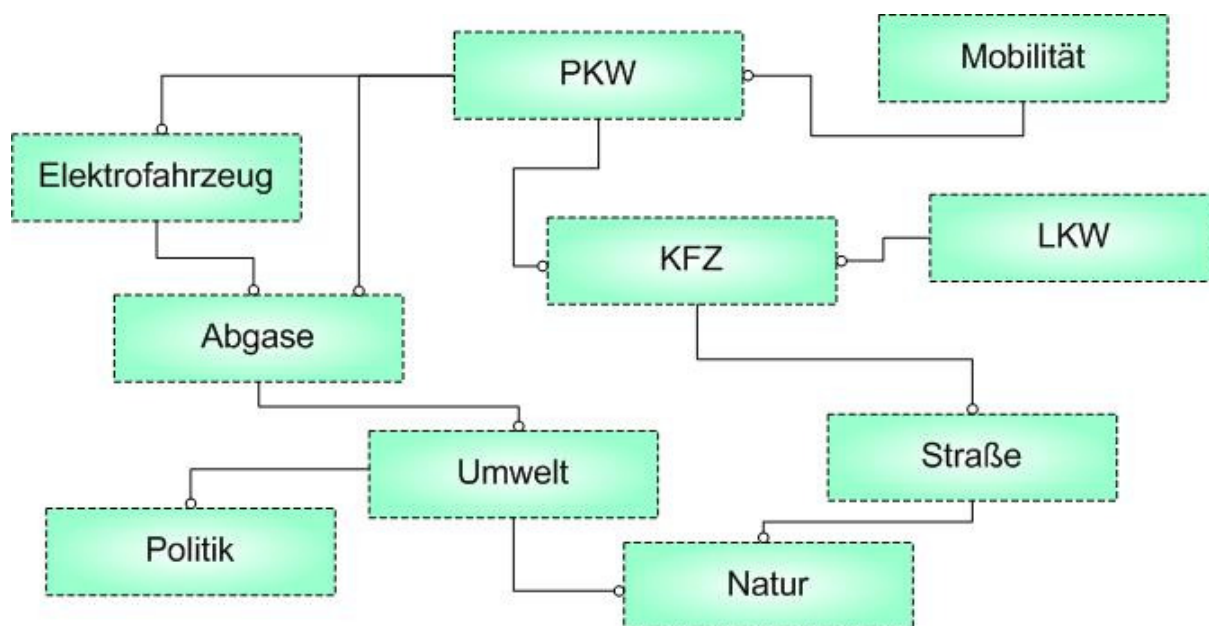 PKW
Mobilität
Elektrofahrzeug
KFZ
LKW
Abgase
Umwelt
Straße
Politik
Natur